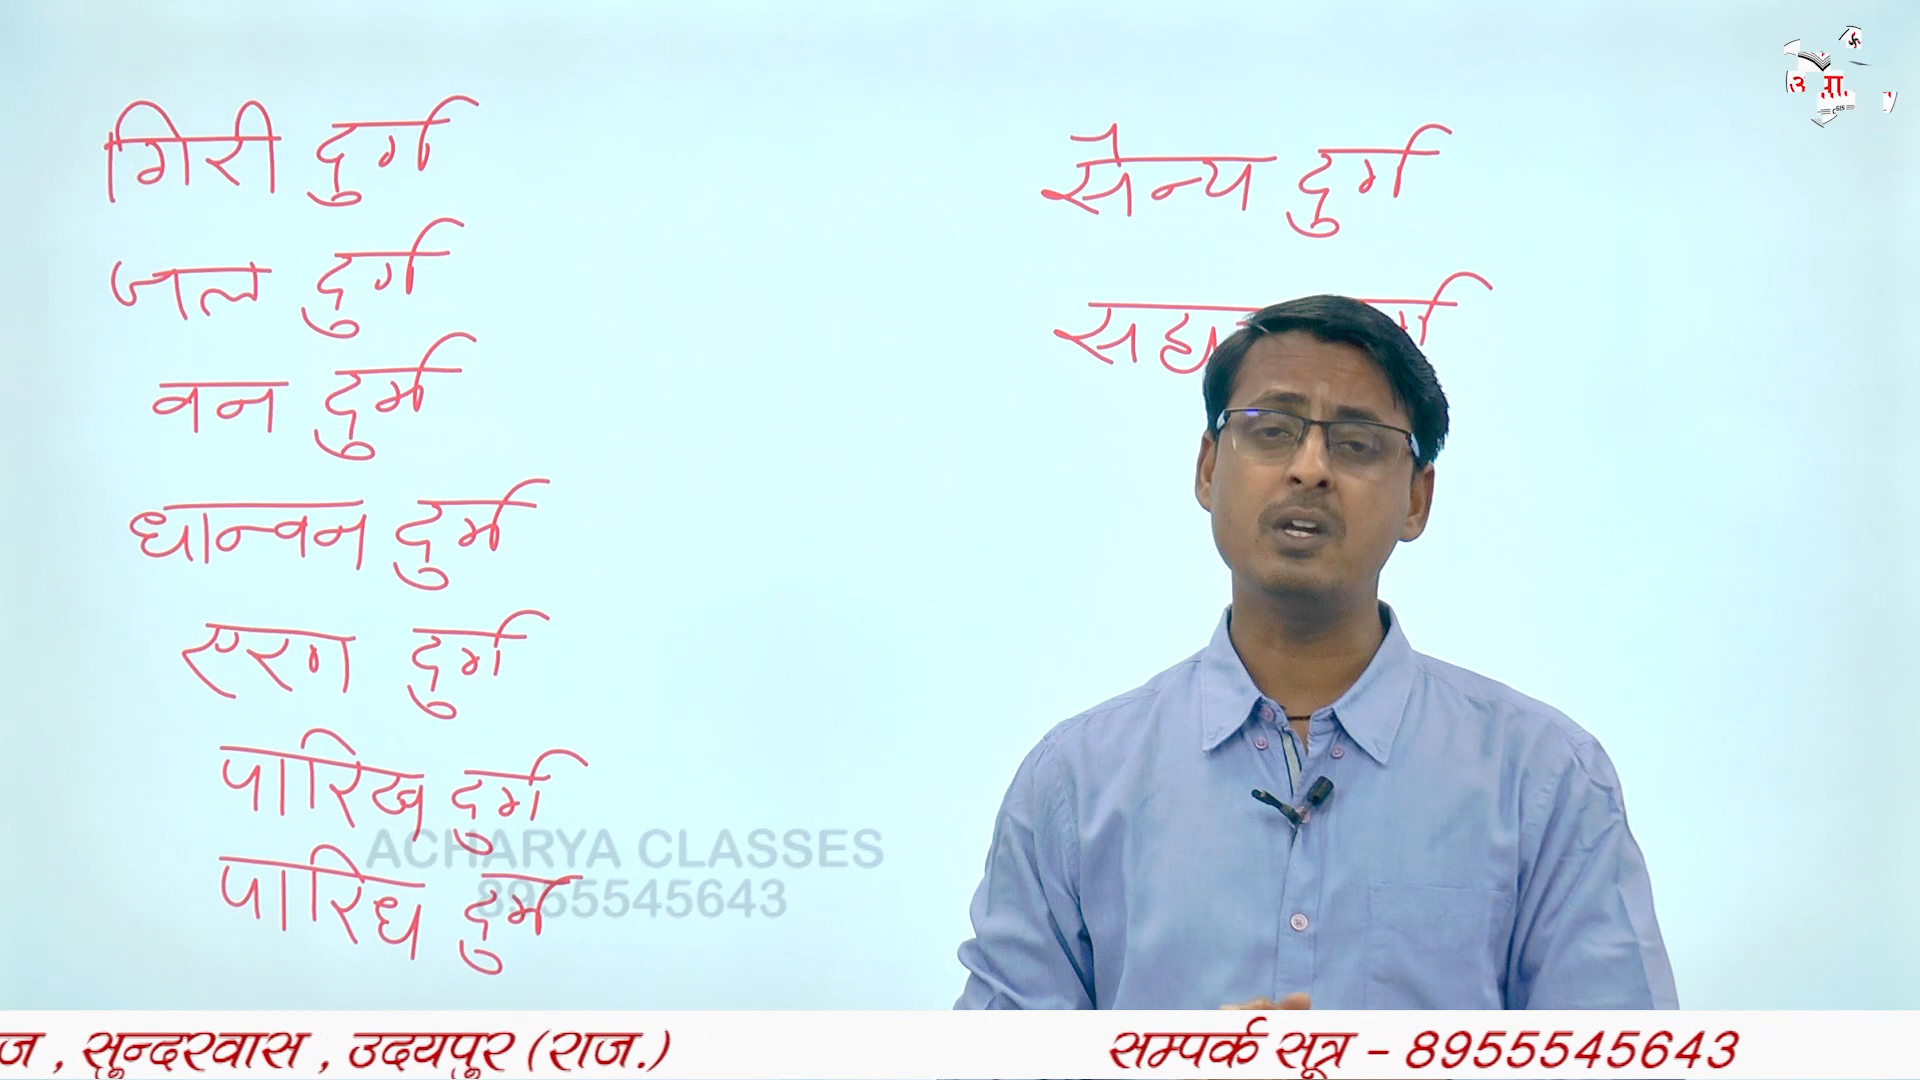 गिरी दुर्ग
जल दुर्ग
वन दुर्ग
धान्वन दुर्ग
एरण दुर्ग
पारिख दुर्ग
पारिध दुर्ग
सैन्य दुर्ग
ACHARYA CLASSES
8955545643
ज , सुन्दरवास , उदयपुर (राज.)
सम्पर्क सूत्र - 8955545643